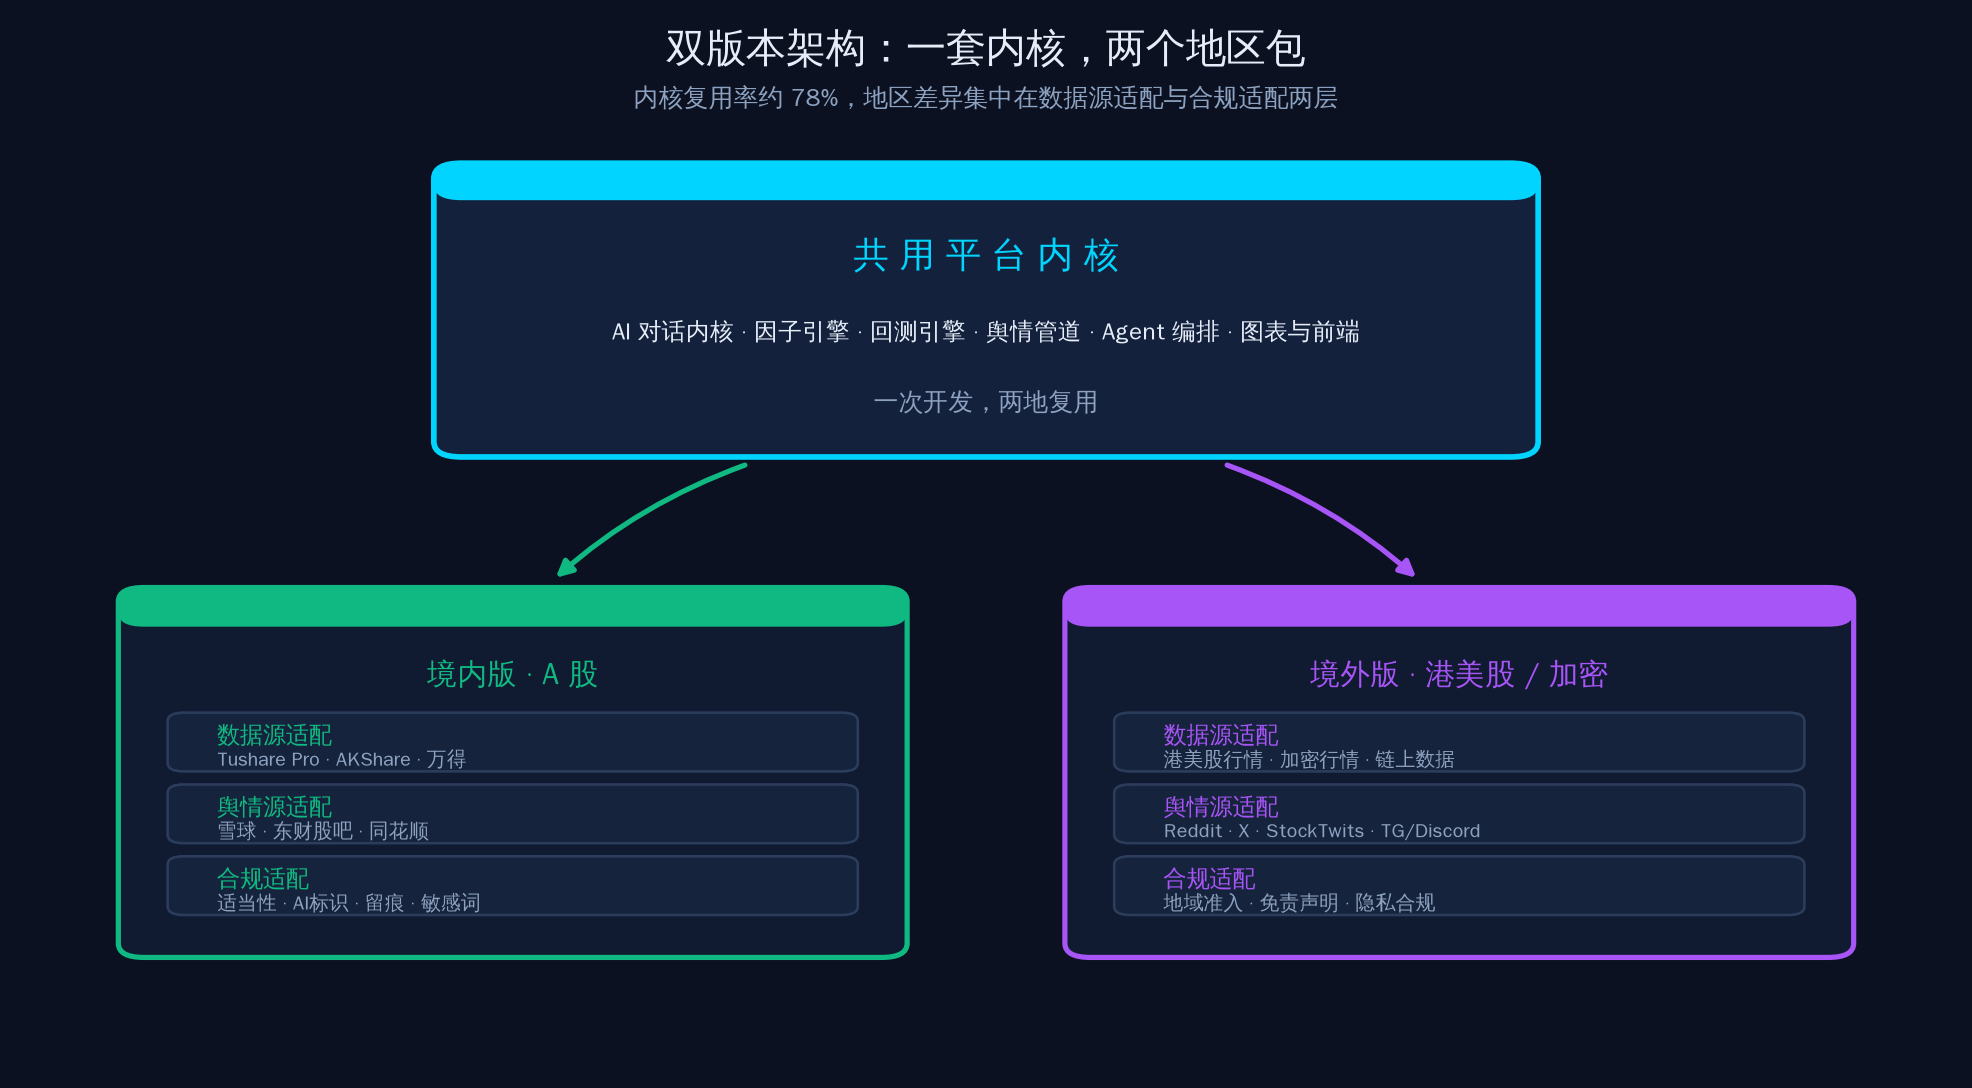 双版本架构：一套内核，两个地区包
内核复用率约 78%，地区差异集中在数据源适配与合规适配两层
共用平台内核
AI 对话内核 · 因子引擎 · 回测引擎 · 舆情管道 · Agent 编排 · 图表与前端
一次开发，两地复用
境内版 · A 股
数据源适配
Tushare Pro · AKShare · 万得
舆情源适配
雪球 · 东财股吧 · 同花顺
合规适配
适当性 · AI标识 · 留痕 · 敏感词
境外版 · 港美股 / 加密
数据源适配
港美股行情 · 加密行情 · 链上数据
舆情源适配
Reddit · X · StockTwits · TG/Discord
合规适配
地域准入 · 免责声明 · 隐私合规